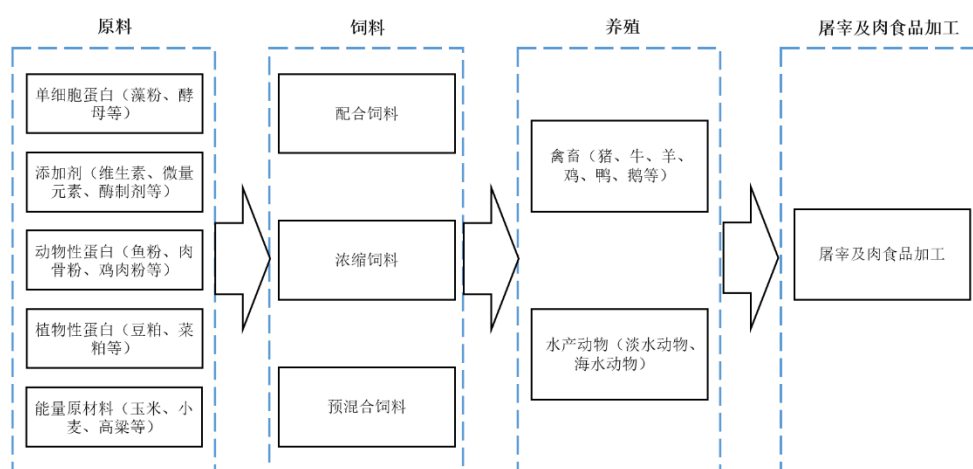 原料
单细胞蛋白（藻粉、酵
母等）
添加剂（维生素、微量
元素、酶制剂等）
动物性蛋白（鱼粉、肉
骨粉、鸡肉粉等）
植物性蛋白（豆粕、菜
粕等）
能量原材料（玉米、小
麦、高粱等）
饲料
配合饲料
浓缩饲料
预混合饲料
养殖
禽畜（猪、牛、羊、
鸡、鸭、鹅等）
水产动物（淡水动物、
海水动物）
屠宰及肉食品加工
屠宰及肉食品加工